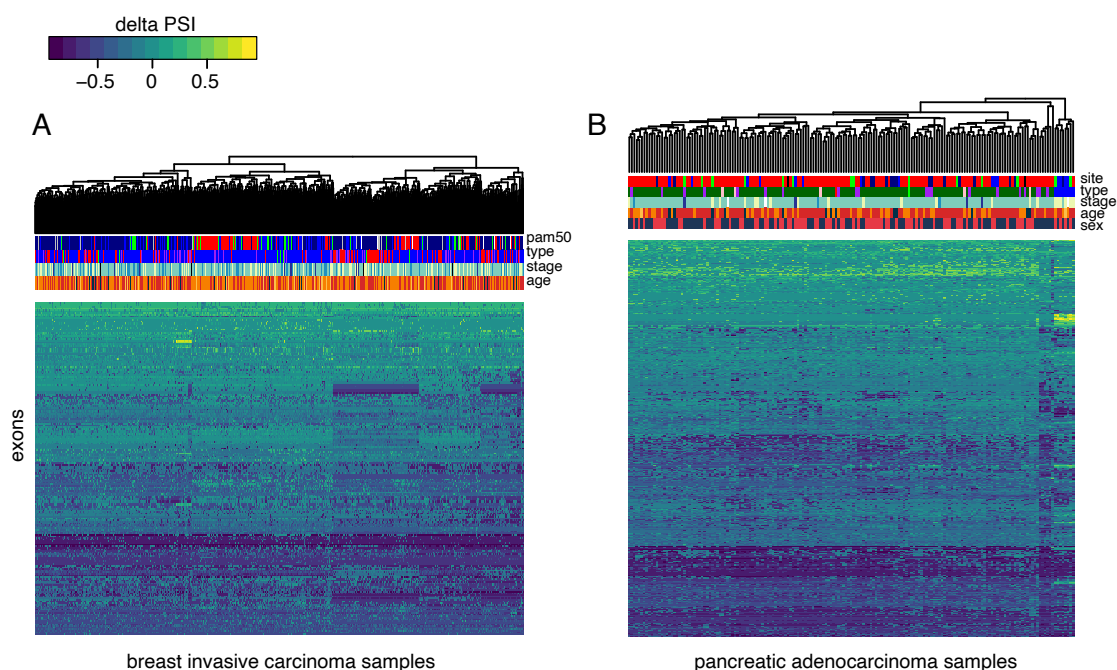 delta PSI
−0.5 0 0.5
A
pam50
type
stage
age
exons
breast invasive carcinoma samples
B
site
type
stage
age
sex
pancreatic adenocarcinoma samples